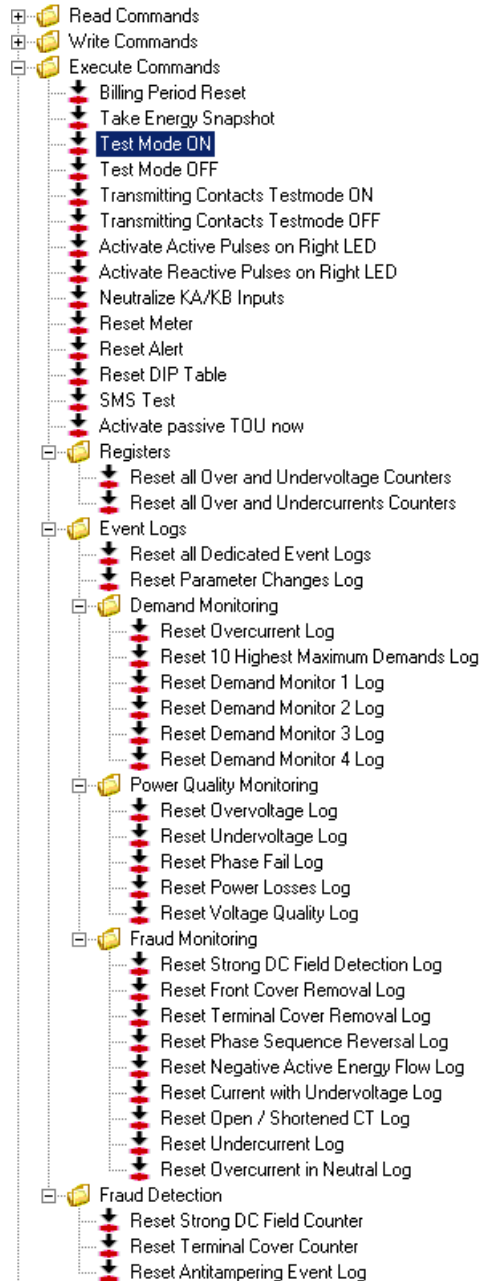 Read Commands
Write Commands
Execute Commands
Billing Period Reset
Take Energy Snapshot
Test Mode ON
Test Mode OFF
Transmitting Contacts Testmode ON
Transmitting Contacts Testmode OFF
Activate Active Pulses on Right LED
Activate Reactive Pulses on Right LED
Neutralize KA/KB Inputs
Reset Meter
Reset Alert
Reset DIP Table
SMS Test
Activate passive TOU now
Registers
Reset all Over and Undervoltage Counters
Reset all Over and Undercurrents Counters
Event Logs
Reset all Dedicated Event Logs
Reset Parameter Changes Log
Demand Monitoring
Reset Overcurrent Log
Reset 10 Highest Maximum Demands Log
Reset Demand Monitor 1 Log
Reset Demand Monitor 2 Log
Reset Demand Monitor 3 Log
Reset Demand Monitor 4 Log
Power Quality Monitoring
Reset Overvoltage Log
Reset Undervoltage Log
Reset Phase Fail Log
Reset Power Losses Log
Reset Voltage Quality Log
Fraud Monitoring
Reset Strong DC Field Detection Log
Reset Front Cover Removal Log
Reset Terminal Cover Removal Log
Reset Phase Sequence Reversal Log
Reset Negative Active Energy Flow Log
Reset Current with Undervoltage Log
Reset Open / Shortened CT Log
Reset Undercurrent Log
Reset Overcurrent in Neutral Log
Fraud Detection
Reset Strong DC Field Counter
Reset Terminal Cover Counter
Reset Antitampering Event Log